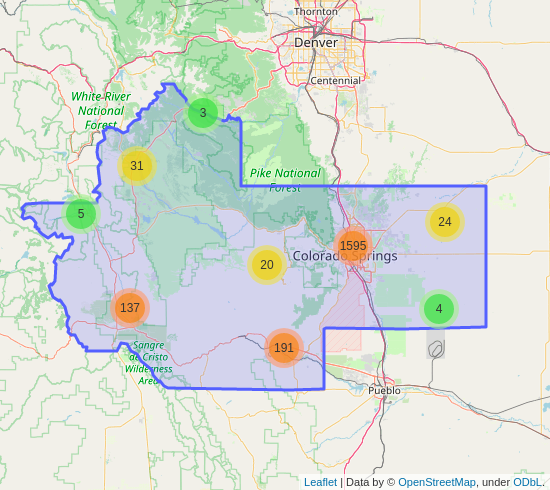 Thornton
Denver
Centennial
White River
National
Forest
3
31
Pike National
Forest
5
24
1595
Colorado Springs
20
137
4
191
Sangre
de Cristo
Wilderness
Area
Pueblo
Leaflet | Data by © OpenStreetMap, under ODbL.